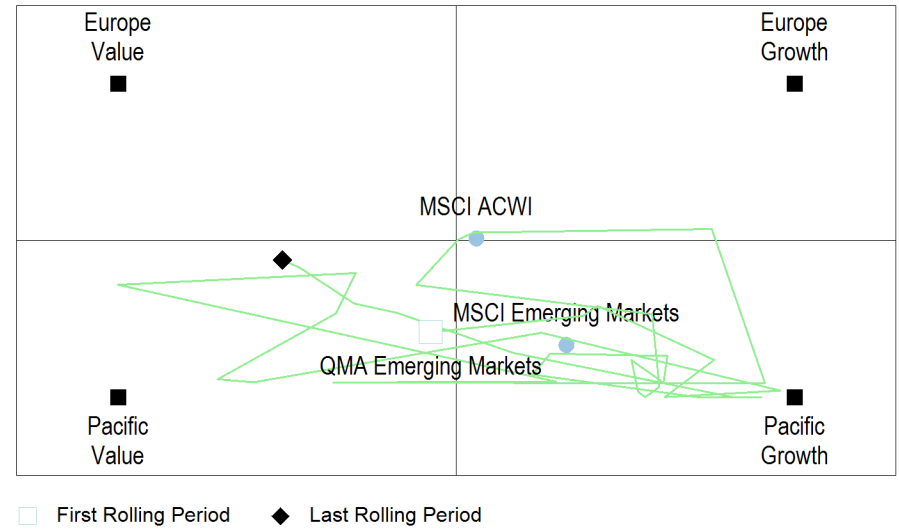 Europe
Value
Europe
Growth
MSCI ACWI
MSCI Emerging Markets
QMA Emerging Markets
Pacific
Value
Pacific
Growth
First Rolling Period
Last Rolling Period